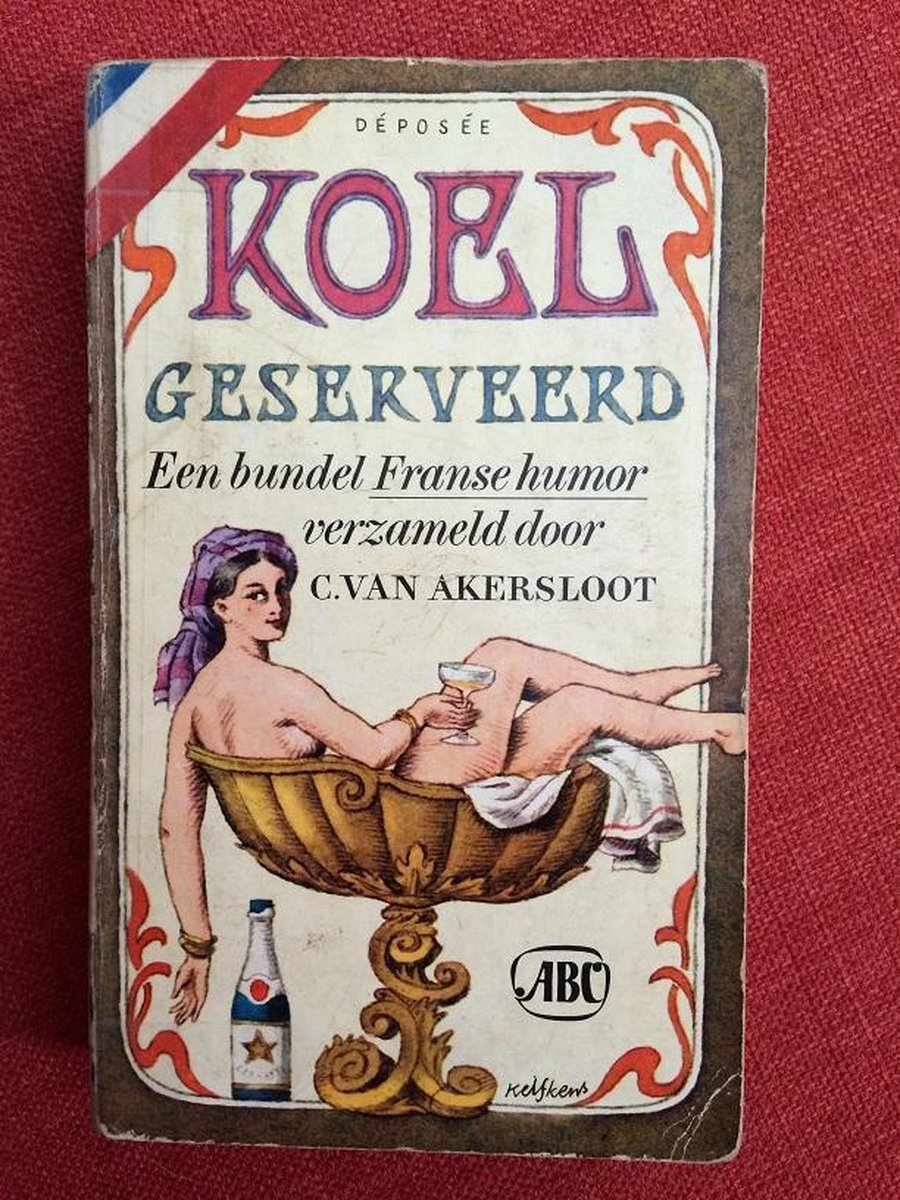 DÉPOSÉE
KOEL
GESERVEERD
Een bundel Franse humor
verzameld door
C. VAN AKERSLOOT
ABC
Kelfkens